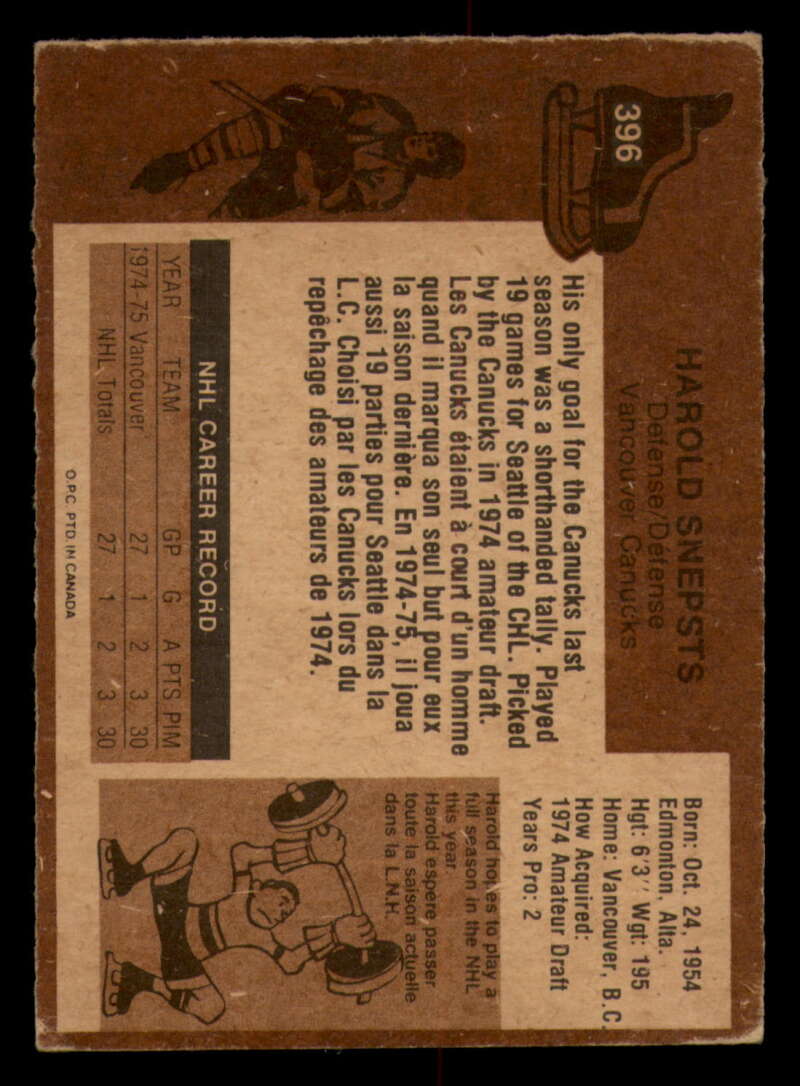 396
HAROLD SNEPSTS
Defense/Défense
Vancouver Canucks
His only goal for the Canucks last
season was a shorthanded tally. Played
19 games for Seattle of the CHL. Picked
by the Canucks in 1974 amateur draft.
Les Canucks étaient à court d'un homme
quand il marqua son seul but pour eux
la saison dernière. En 1974-75, il joua
aussi 19 parties pour Seattle dans la
L.C. Choisi par les Canucks lors du
repêchage des amateurs de 1974.
NHL CAREER RECORD
YEAR TEAM GP G A PTS PIM
1974-75 Vancouver 27 1 2 3 30
NHL Totals 27 1 2 3 30
O.P.C. PTD. IN CANADA
Born: Oct. 24, 1954
Edmonton, Alta.
Hgt: 6'3'' Wgt: 195
Home: Vancouver, B.C.
How Acquired:
1974 Amateur Draft
Years Pro: 2
Harold hopes to play a
full season in the NHL
this year.
Harold espère passer
toute la saison actuelle
dans la L.N.H.